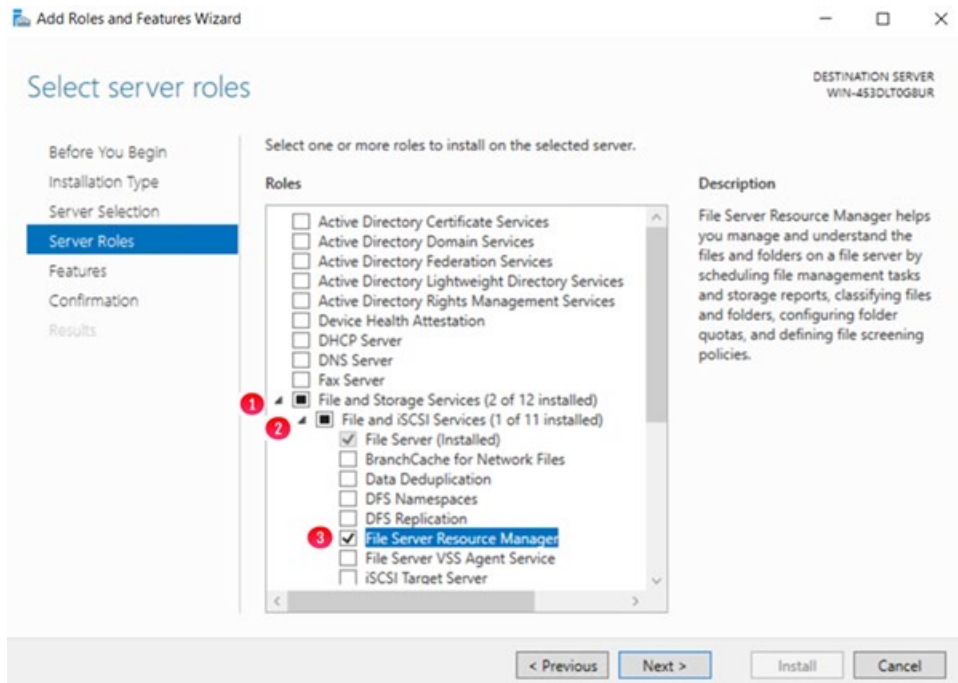 Add Roles and Features Wizard
Select server roles
DESTINATION SERVER
WIN-453DLT0G8UR
Before You Begin
Installation Type
Server Selection
Server Roles
Features
Confirmation
Results
Select one or more roles to install on the selected server.
Roles
Active Directory Certificate Services
Active Directory Domain Services
Active Directory Federation Services
Active Directory Lightweight Directory Services
Active Directory Rights Management Services
Device Health Attestation
DHCP Server
DNS Server
Fax Server
1 File and Storage Services (2 of 12 installed)
2 File and iSCSI Services (1 of 11 installed)
File Server (Installed)
BranchCache for Network Files
Data Deduplication
DFS Namespaces
DFS Replication
3 File Server Resource Manager
File Server VSS Agent Service
iSCSI Target Server
Description
File Server Resource Manager helps
you manage and understand the
files and folders on a file server by
scheduling file management tasks
and storage reports, classifying files
and folders, configuring folder
quotas, and defining file screening
policies.
< Previous
Next >
Install
Cancel